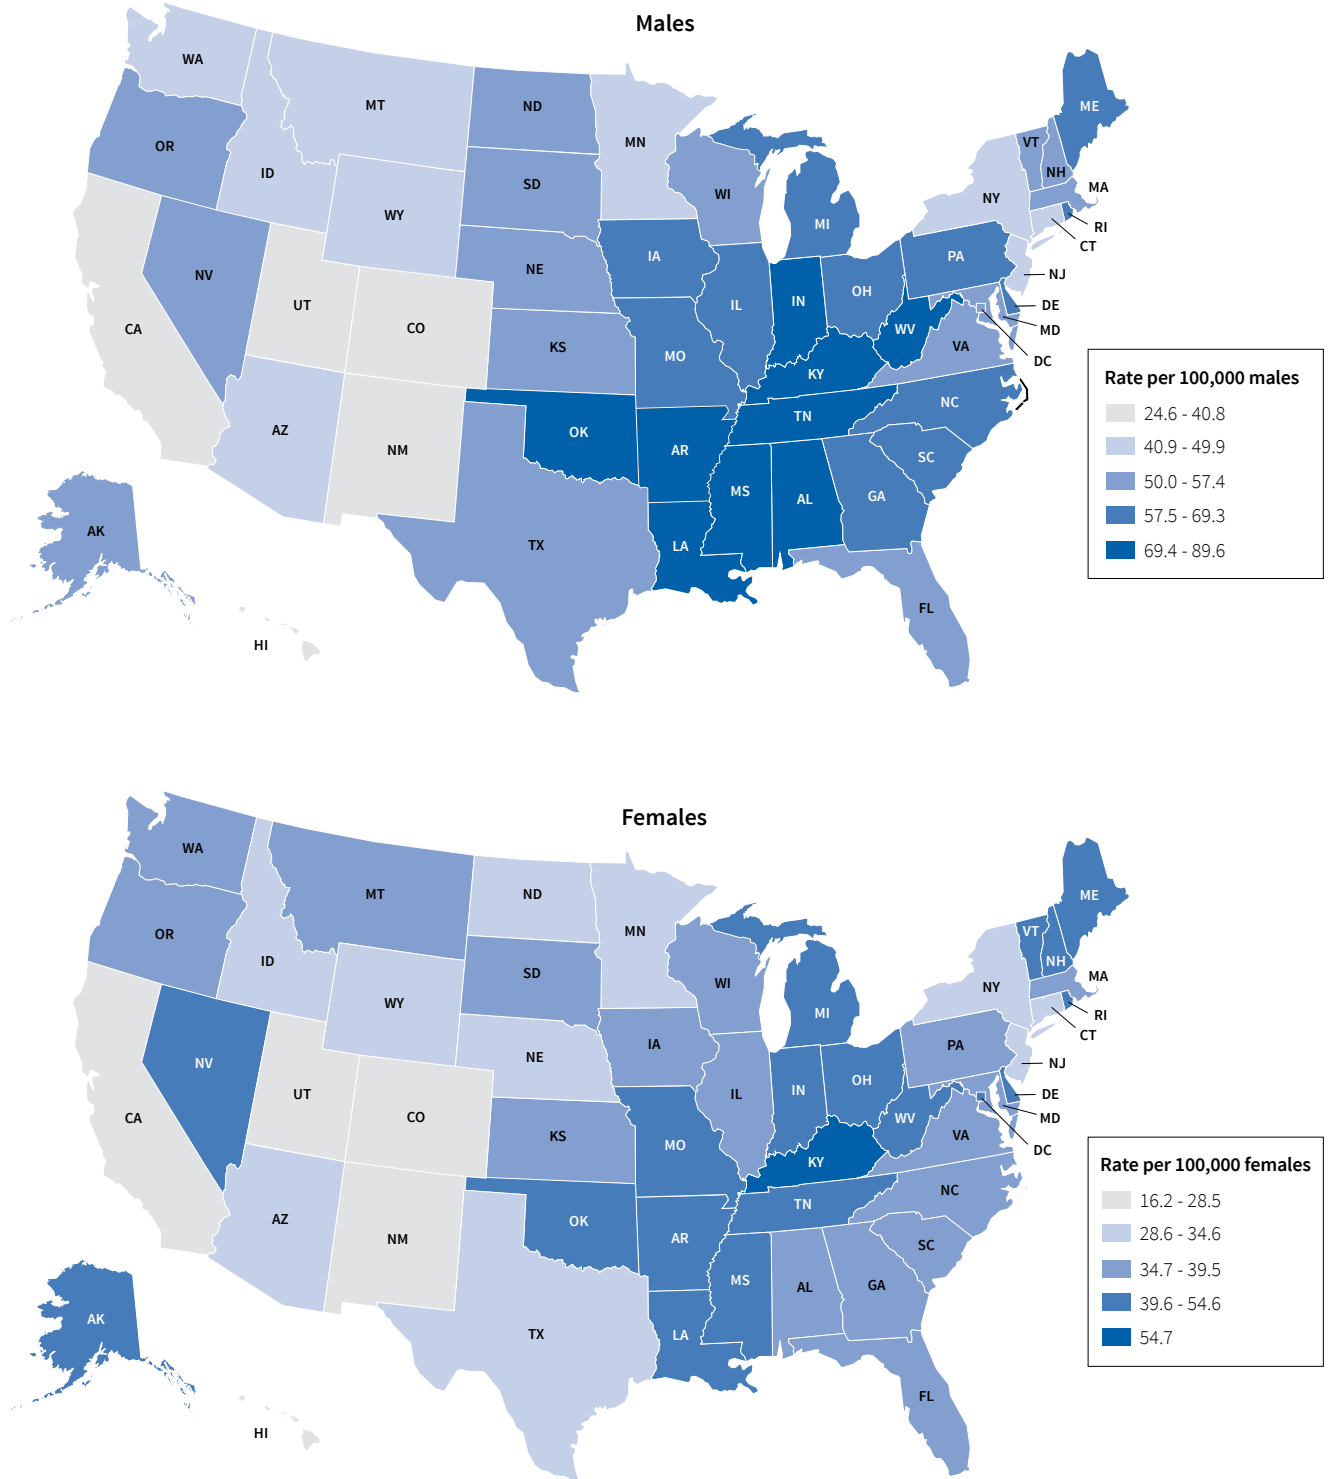 Males
WA
MT
ND
MN
ME
OR
ID
SD
WI
VT
NH
MA
WY
NY
MI
RI
CT
NV
NE
IA
PA
NJ
UT
CO
IL
IN
OH
DE
CA
KS
MO
WV
VA
MD
DC
KY
AZ
NM
OK
AR
TN
NC
SC
MS
AL
GA
AK
TX
LA
FL
HI
Rate per 100,000 males
24.6 - 40.8
40.9 - 49.9
50.0 - 57.4
57.5 - 69.3
69.4 - 89.6
Females
WA
MT
ND
MN
ME
OR
ID
SD
WI
VT
NH
MA
WY
NY
MI
RI
CT
NV
NE
IA
PA
NJ
UT
CO
IL
IN
OH
DE
CA
KS
MO
WV
VA
MD
DC
KY
AZ
NM
OK
AR
TN
NC
SC
MS
AL
GA
AK
TX
LA
FL
HI
Rate per 100,000 females
16.2 - 28.5
28.6 - 34.6
34.7 - 39.5
39.6 - 54.6
54.7